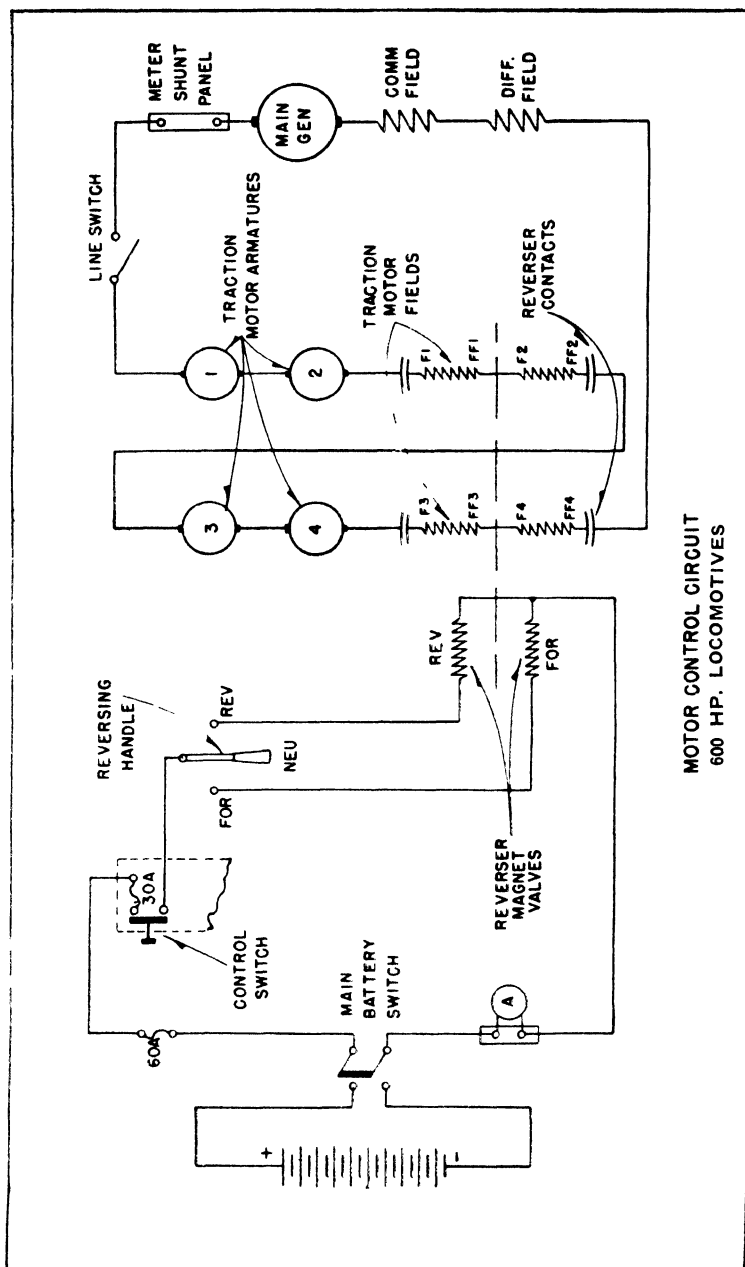 METER
SHUNT
PANEL
MAIN
GEN
COMM
FIELD
DIFF.
FIELD
LINE SWITCH
TRACTION
MOTOR ARMATURES
TRACTION
MOTOR
FIELDS
REVERSER
CONTACTS
1
2
F1
FF1
F2
FF2
3
4
F3
FF3
F4
FF4
REVERSING
HANDLE
REV
NEU
FOR
REV
FOR
REVERSER
MAGNET
VALVES
30A
CONTROL
SWITCH
60A
MAIN
BATTERY
SWITCH
A
+
-
MOTOR CONTROL CIRCUIT
600 HP. LOCOMOTIVES